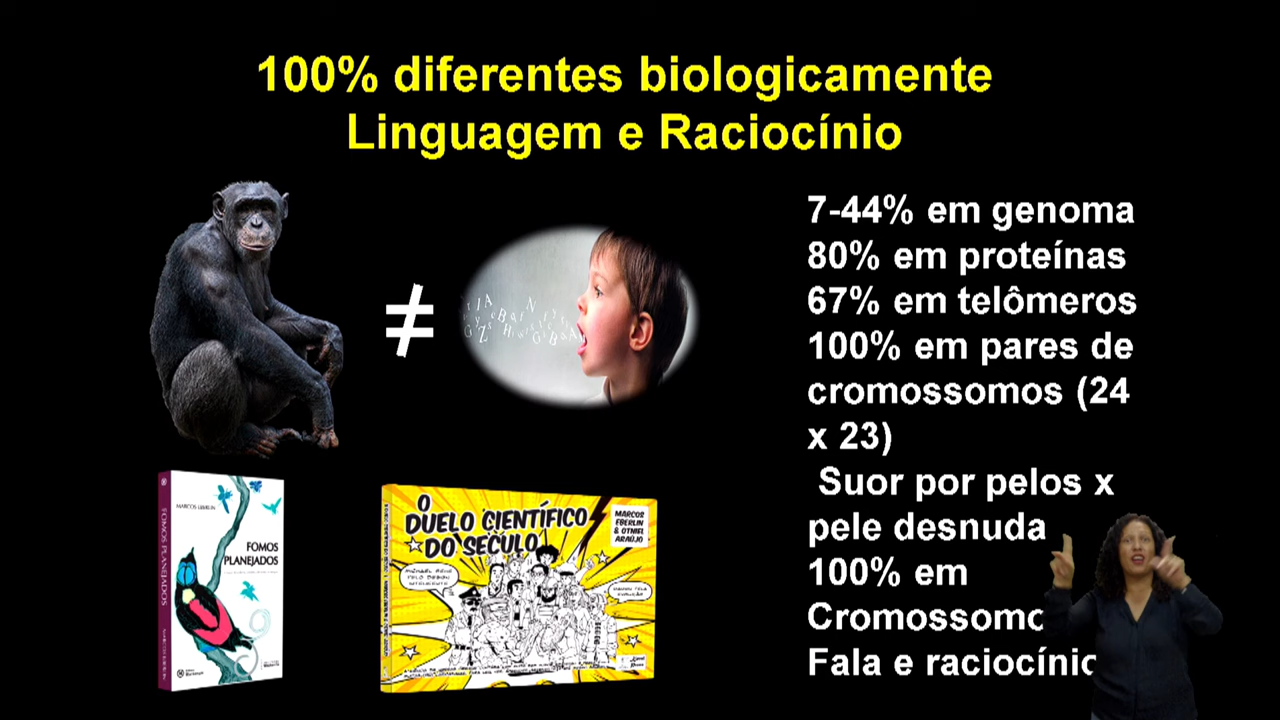 100% diferentes biologicamente
Linguagem e Raciocínio
7-44% em genoma
80% em proteínas
67% em telômeros
100% em pares de
cromossomos (24
x 23)
Suor por pelos x
pele desnuda
100% em
Cromossomo
Fala e raciocínio
≠
MARCOS EBERLIN
FOMOS
PLANEJADOS
FOMOS PLANEJADOS
O
DUELO CIENTÍFICO
DO SÉCULO
MARCOS
EBERLIN
& OTNIEL
ARAÚJO